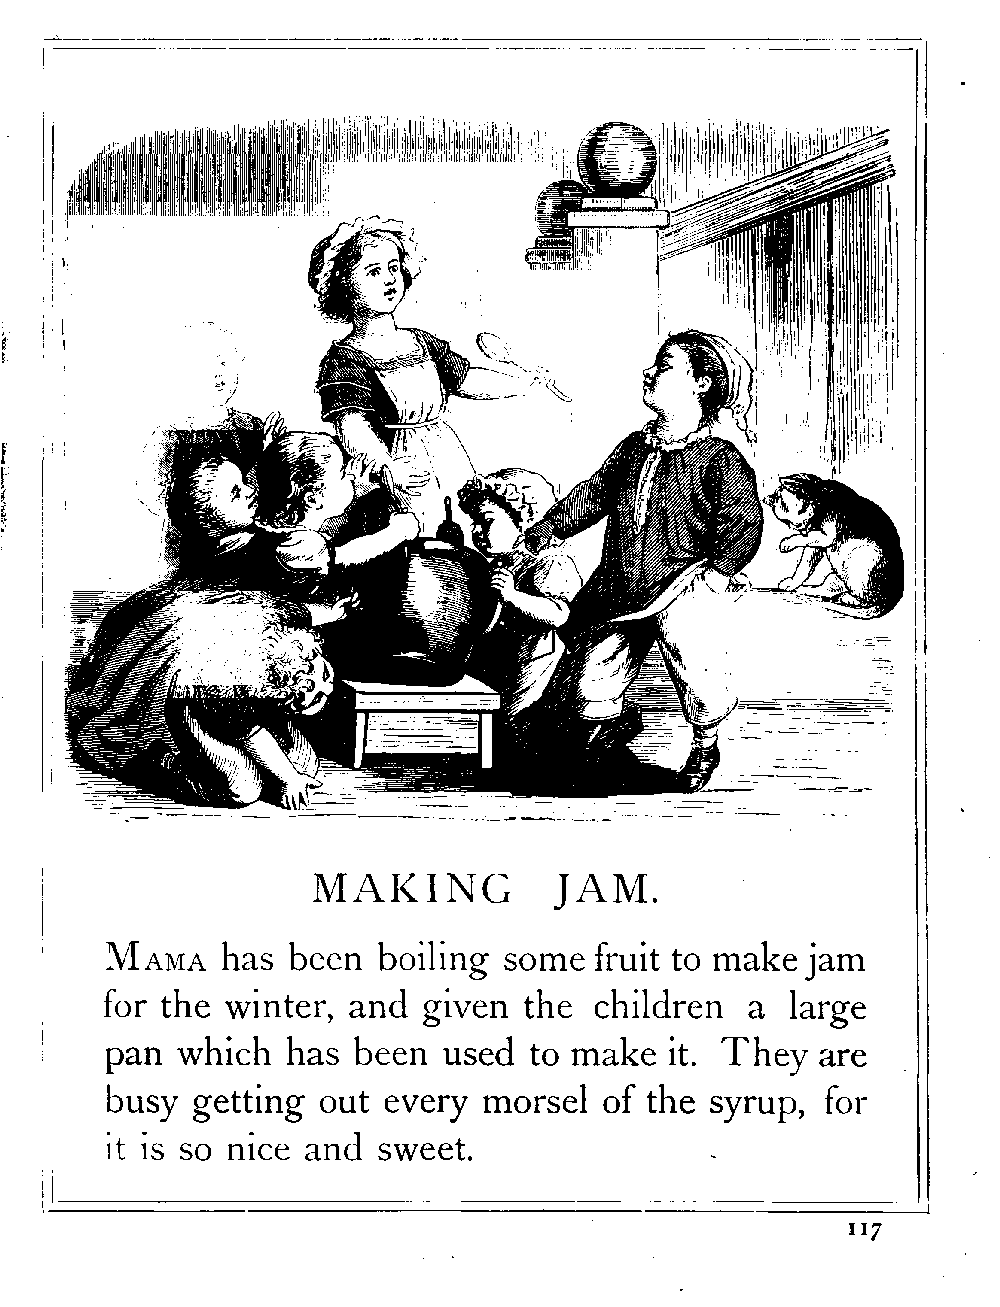 MAKING JAM.
MAMA has been boiling some fruit to make jam
for the winter, and given the children a large
pan which has been used to make it. They are
busy getting out every morsel of the syrup, for
it is so nice and sweet.
117